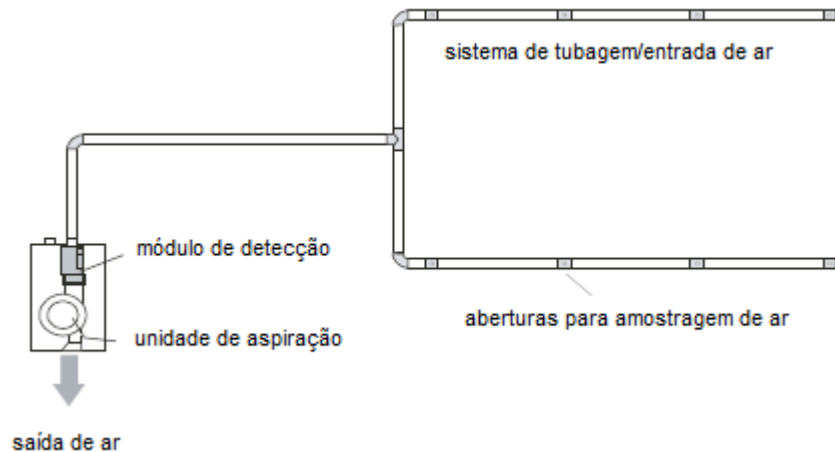 sistema de tubagem/entrada de ar
módulo de detecção
aberturas para amostragem de ar
unidade de aspiração
saída de ar